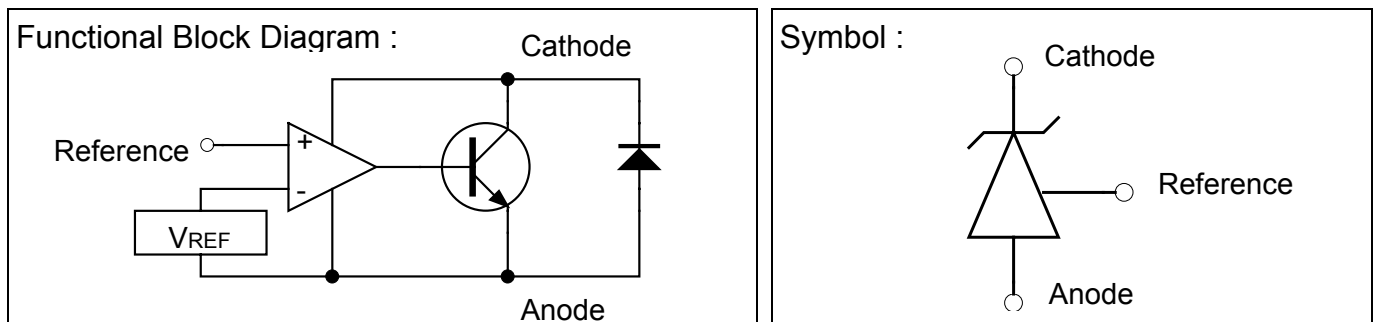 Functional Block Diagram :
Cathode
Reference
+
-
VREF
Anode
Symbol :
Cathode
Reference
Anode